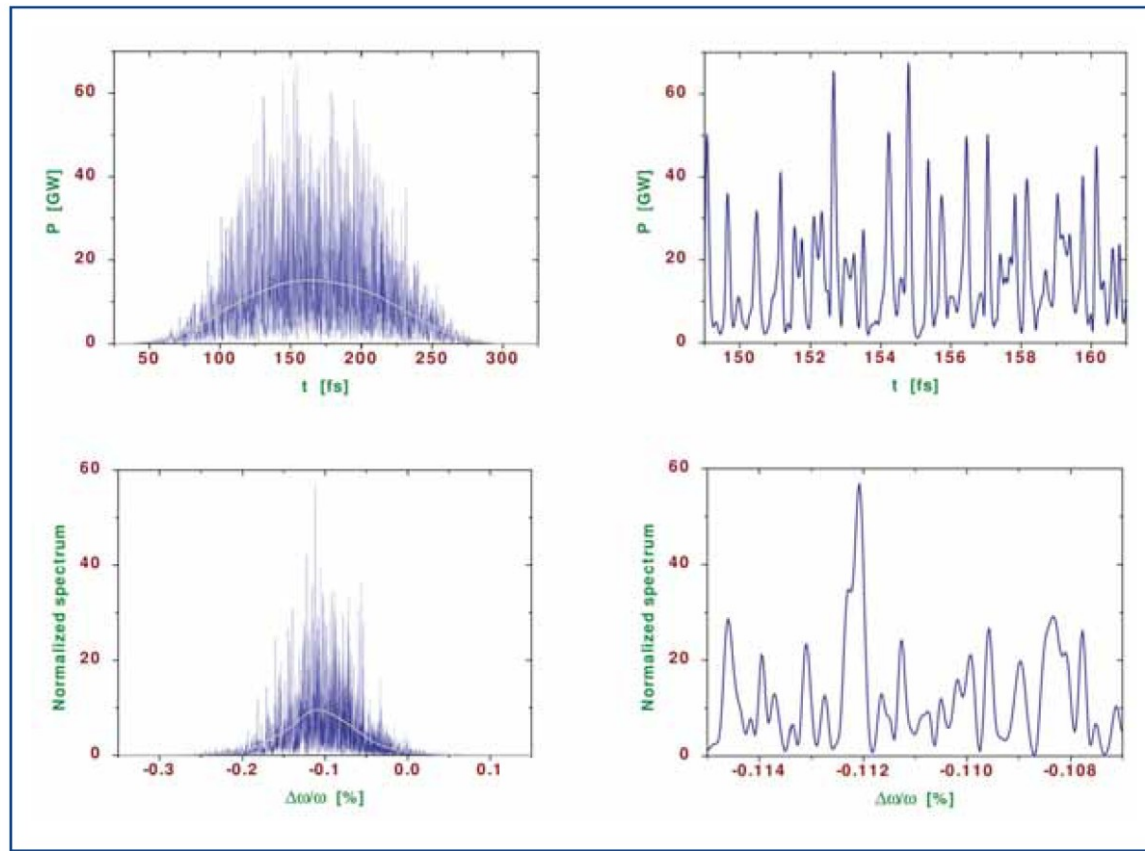 60
40
20
0
P [GW]
50 100 150 200 250 300
t [fs]
60
40
20
0
P [GW]
150 152 154 156 158 160
t [fs]
60
40
20
0
Normalized spectrum
-0.3 -0.2 -0.1 0.0 0.1
Δω/ω [%]
60
40
20
0
Normalized spectrum
-0.114 -0.112 -0.110 -0.108
Δω/ω [%]